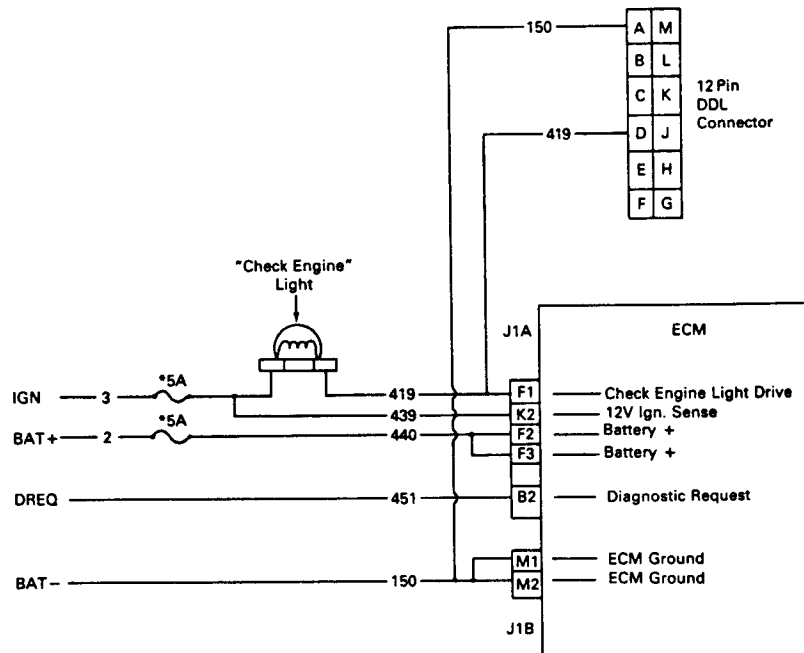 150
A M
B L
C K
D J
E H
F G
12 Pin
DDL
Connector
419
"Check Engine"
Light
J1A
ECM
IGN
3
*5A
419
F1
Check Engine Light Drive
439
K2
12V Ign. Sense
BAT+
2
*5A
440
F2
Battery +
F3
Battery +
DREQ
451
B2
Diagnostic Request
M1
ECM Ground
BAT−
150
M2
ECM Ground
J1B